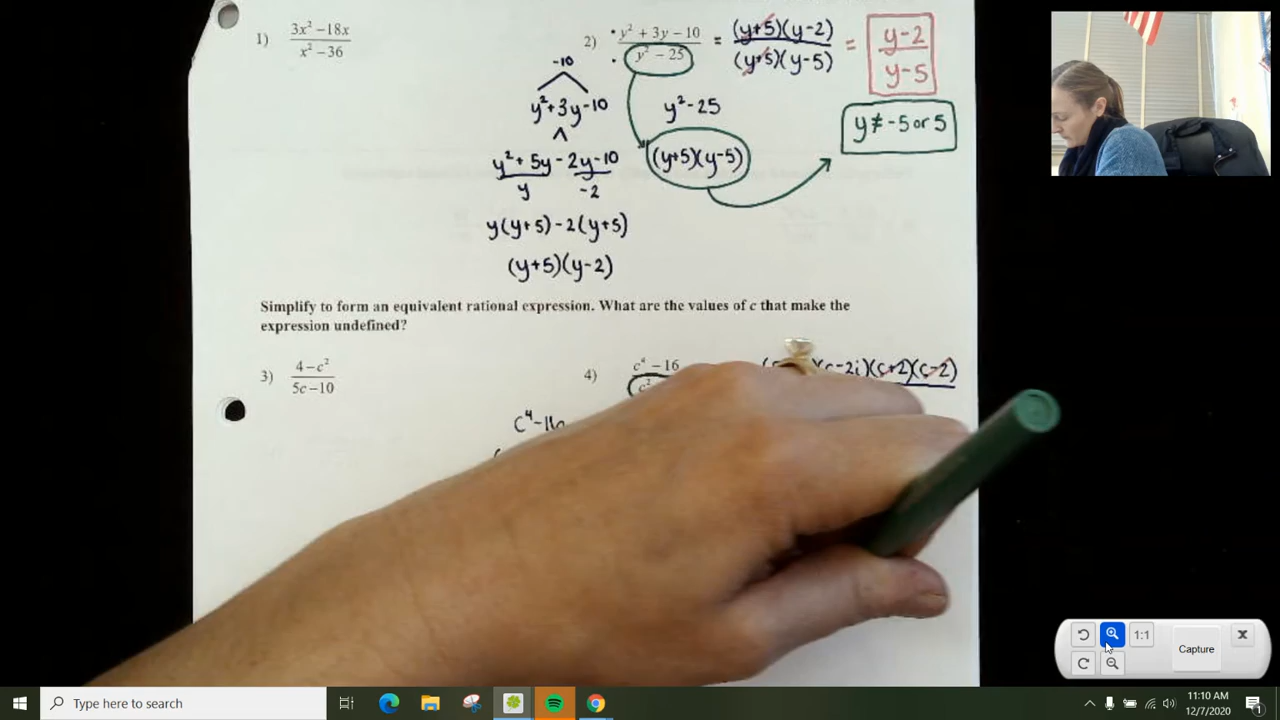 1) 3x² − 18x
x² − 36
2) y² + 3y − 10
y² − 25
= (y+5)(y−2)
(y+5)(y−5)
= y−2
y−5
-10
y²+3y−10
y²−25
y ≠ -5 or 5
y² + 5y − 2y − 10
y
-2
(y+5)(y−5)
y(y+5)−2(y+5)
(y+5)(y−2)
Simplify to form an equivalent rational expression. What are the values of c that make the
expression undefined?
3) 4 − c²
5c − 10
4) c⁴ − 16
c²
(c−2i)(c+2)(c−2)
C⁴−16
Capture
1:1
Type here to search
11:10 AM
12/7/2020